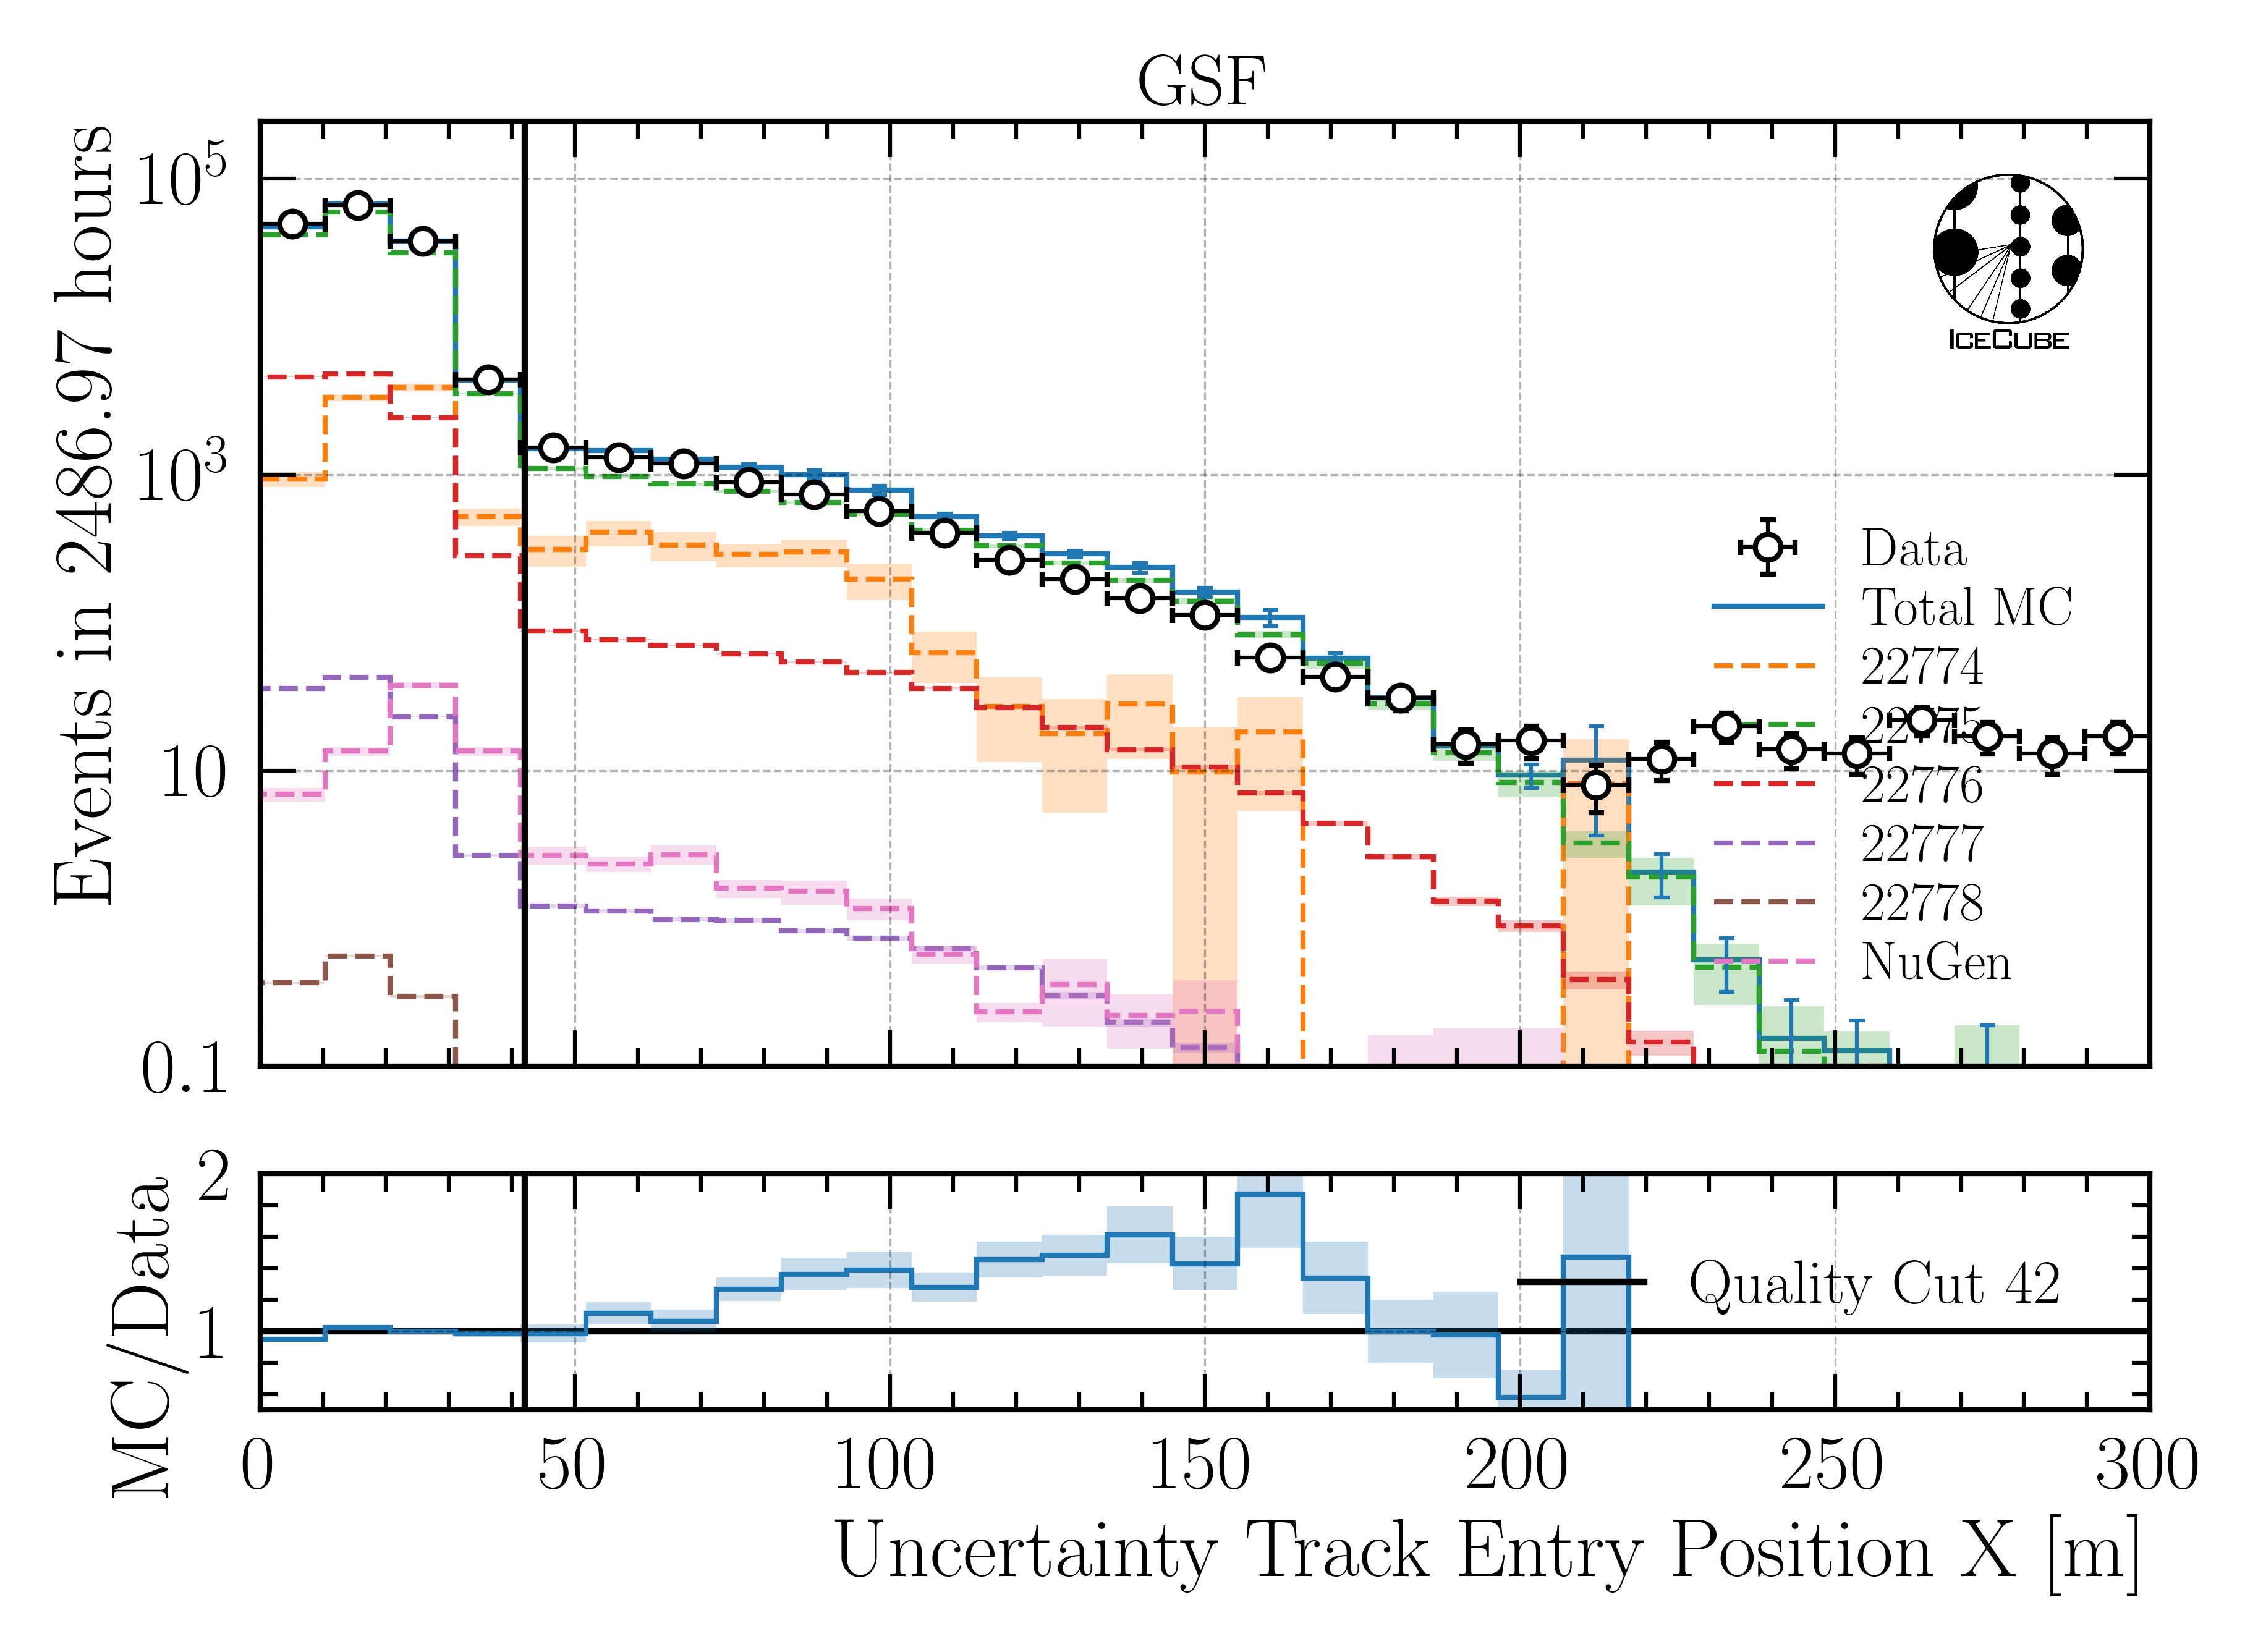 GSF
Events in 2486.97 hours
10^5
10^3
10
0.1
ICECUBE
Data
Total MC
22774
22775
22776
22777
22778
NuGen
MC/Data
2
1
Quality Cut 42
0 50 100 150 200 250 300
Uncertainty Track Entry Position X [m]